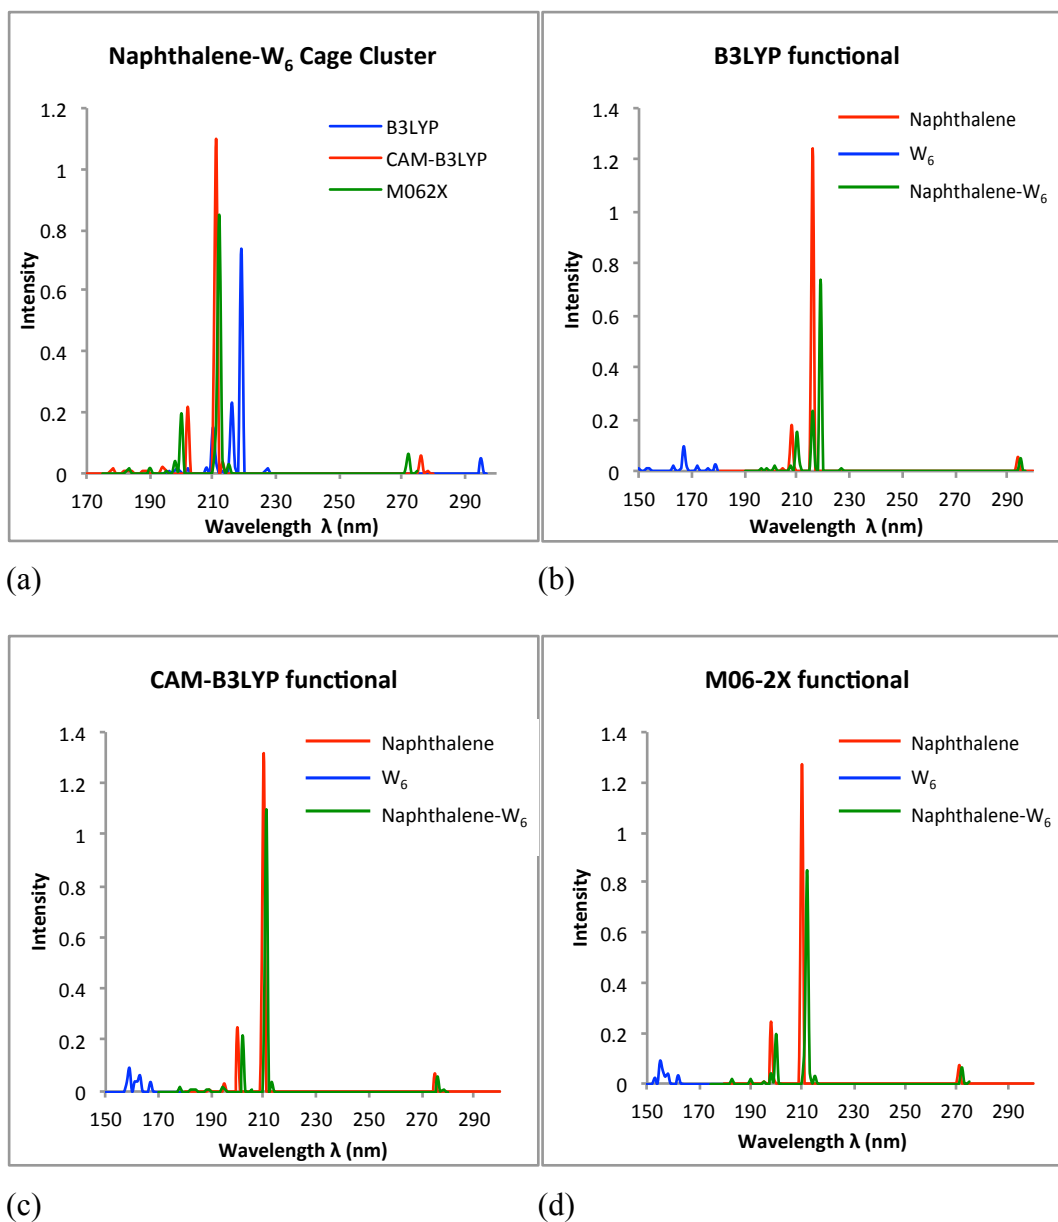 Naphthalene-W6 Cage Cluster
1.2
1
0.8
0.6
0.4
0.2
0
Intensity
B3LYP
CAM-B3LYP
M062X
170 190 210 230 250 270 290
Wavelength λ (nm)
(a)
B3LYP functional
1.4
1.2
1
0.8
0.6
0.4
0.2
0
Intensity
Naphthalene
W6
Naphthalene-W6
150 170 190 210 230 250 270 290
Wavelength λ (nm)
(b)
CAM-B3LYP functional
1.4
1.2
1
0.8
0.6
0.4
0.2
0
Intensity
Naphthalene
W6
Naphthalene-W6
150 170 190 210 230 250 270 290
Wavelength λ (nm)
(c)
M06-2X functional
1.4
1.2
1
0.8
0.6
0.4
0.2
0
Intensity
Naphthalene
W6
Naphthalene-W6
150 170 190 210 230 250 270 290
Wavelength λ (nm)
(d)